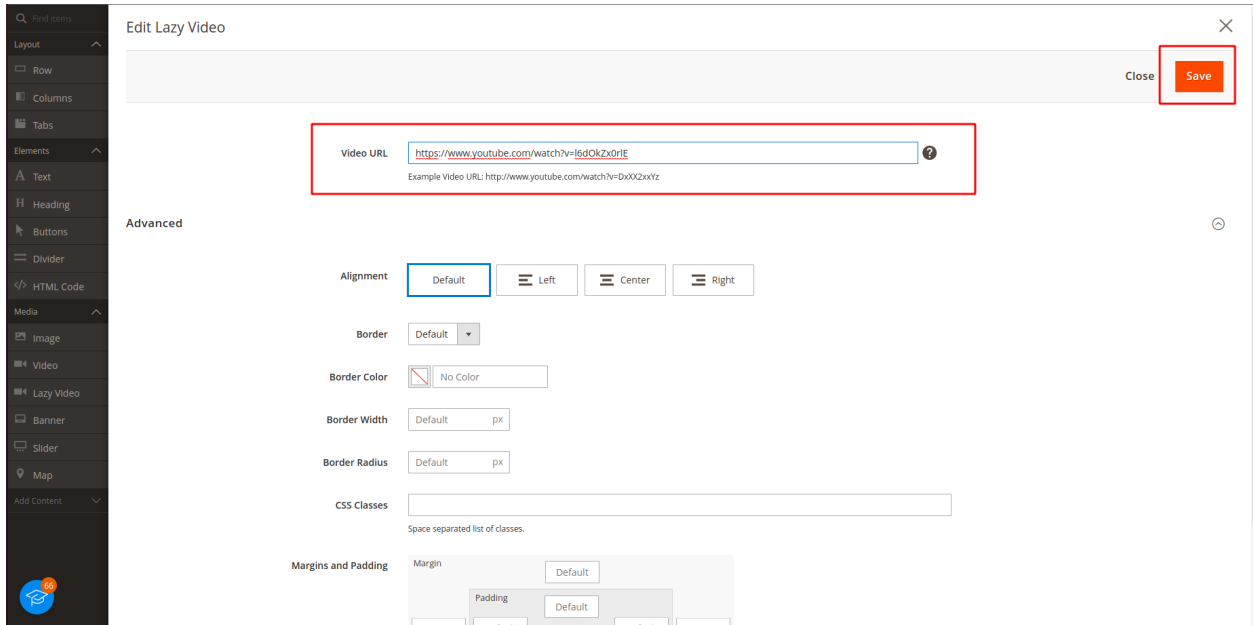 Find items
Layout
Row
Columns
Tabs
Elements
Text
Heading
Buttons
Divider
HTML Code
Media
Image
Video
Lazy Video
Banner
Slider
Map
Add Content
66
Edit Lazy Video
Close Save
Video URL https://www.youtube.com/watch?v=l6dOkZx0rlE
Example Video URL: http://www.youtube.com/watch?v=DxXX2xxYz
Advanced
Alignment Default Left Center Right
Border Default
Border Color No Color
Border Width Default px
Border Radius Default px
CSS Classes
Space separated list of classes.
Margins and Padding Margin
Default
Padding
Default